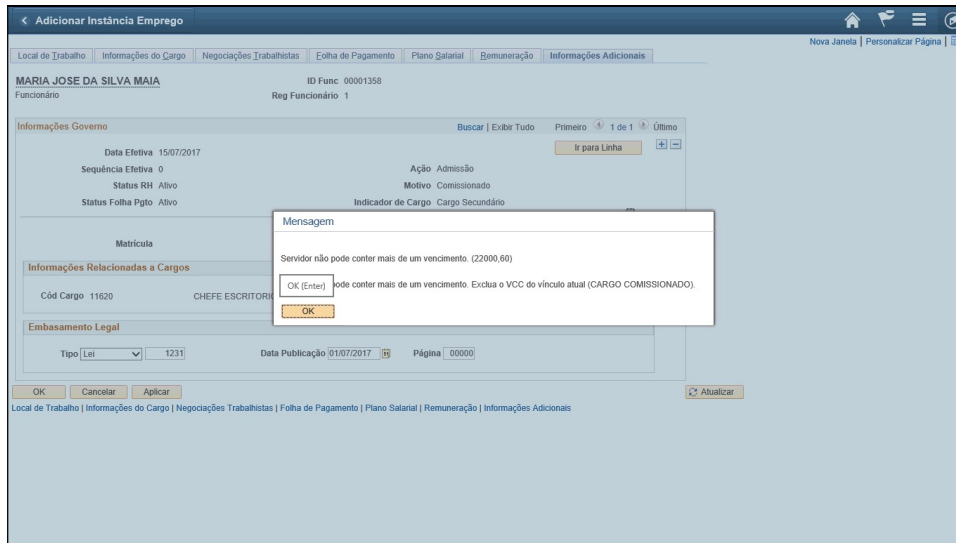 Adicionar Instância Emprego
Nova Janela | Personalizar Página |
Local de Trabalho Informações do Cargo Negociações Trabalhistas Folha de Pagamento Plano Salarial Remuneração Informações Adicionais
MARIA JOSE DA SILVA MAIA ID Func 00001358
Funcionário Reg Funcionário 1
Informações Governo Buscar | Exibir Tudo Primeiro 1 de 1 Último
Data Efetiva 15/07/2017 Ir para Linha
Sequência Efetiva 0 Ação Admissão
Status RH Ativo Motivo Comissionado
Status Folha Pgto Ativo Indicador de Cargo Cargo Secundário
Mensagem
Servidor não pode conter mais de um vencimento. (22000,60)
OK (Enter) pode conter mais de um vencimento. Exclua o VCC do vínculo atual (CARGO COMISSIONADO).
OK
Matrícula
Informações Relacionadas a Cargos
Cód Cargo 11620 CHEFE ESCRITORIO
Embasamento Legal
Tipo Lei 1231 Data Publicação 01/07/2017 Página 00000
OK Cancelar Aplicar Atualizar
Local de Trabalho | Informações do Cargo | Negociações Trabalhistas | Folha de Pagamento | Plano Salarial | Remuneração | Informações Adicionais